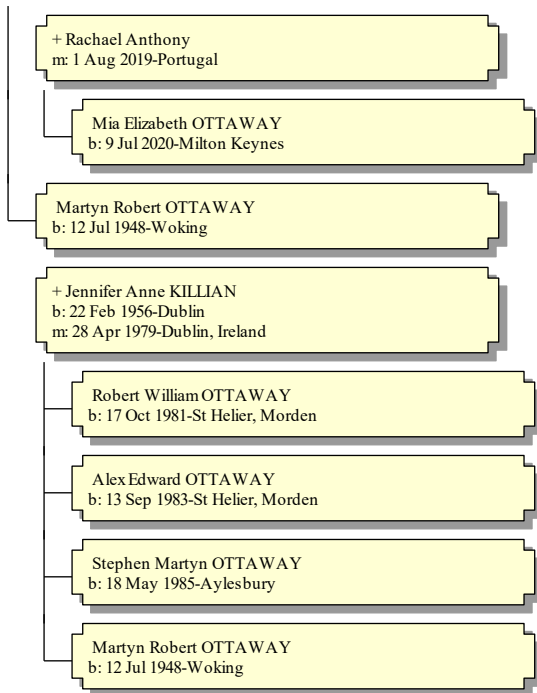 + Rachael Anthony
m: 1 Aug 2019-Portugal
Mia Elizabeth OTTAWAY
b: 9 Jul 2020-Milton Keynes
Martyn Robert OTTAWAY
b: 12 Jul 1948-Woking
+ Jennifer Anne KILLIAN
b: 22 Feb 1956-Dublin
m: 28 Apr 1979-Dublin, Ireland
Robert William OTTAWAY
b: 17 Oct 1981-St Helier, Morden
Alex Edward OTTAWAY
b: 13 Sep 1983-St Helier, Morden
Stephen Martyn OTTAWAY
b: 18 May 1985-Aylesbury
Martyn Robert OTTAWAY
b: 12 Jul 1948-Woking